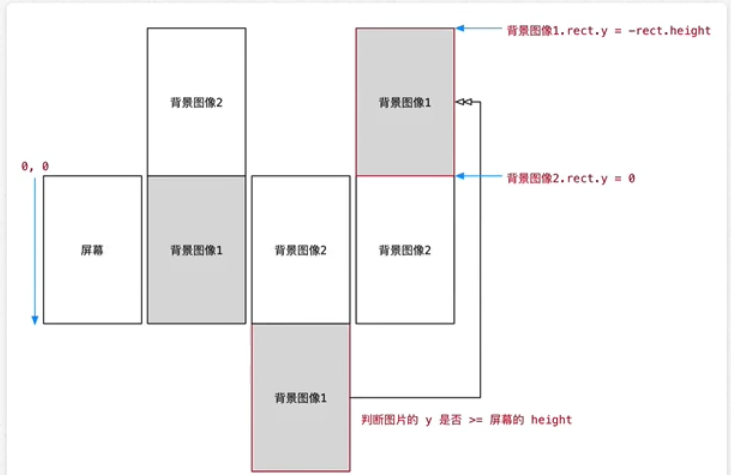 背景图像1.rect.y = -rect.height
背景图像2
背景图像1
0, 0
背景图像2.rect.y = 0
屏幕
背景图像1
背景图像2
背景图像2
背景图像1
判断图片的 y 是否 >= 屏幕的 height